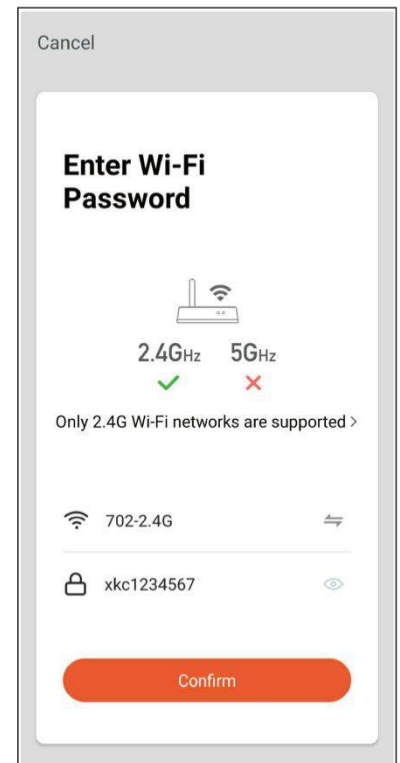 Cancel
Enter Wi-Fi
Password
2.4GHz 5GHz
Only 2.4G Wi-Fi networks are supported >
702-2.4G
xkc1234567
Confirm